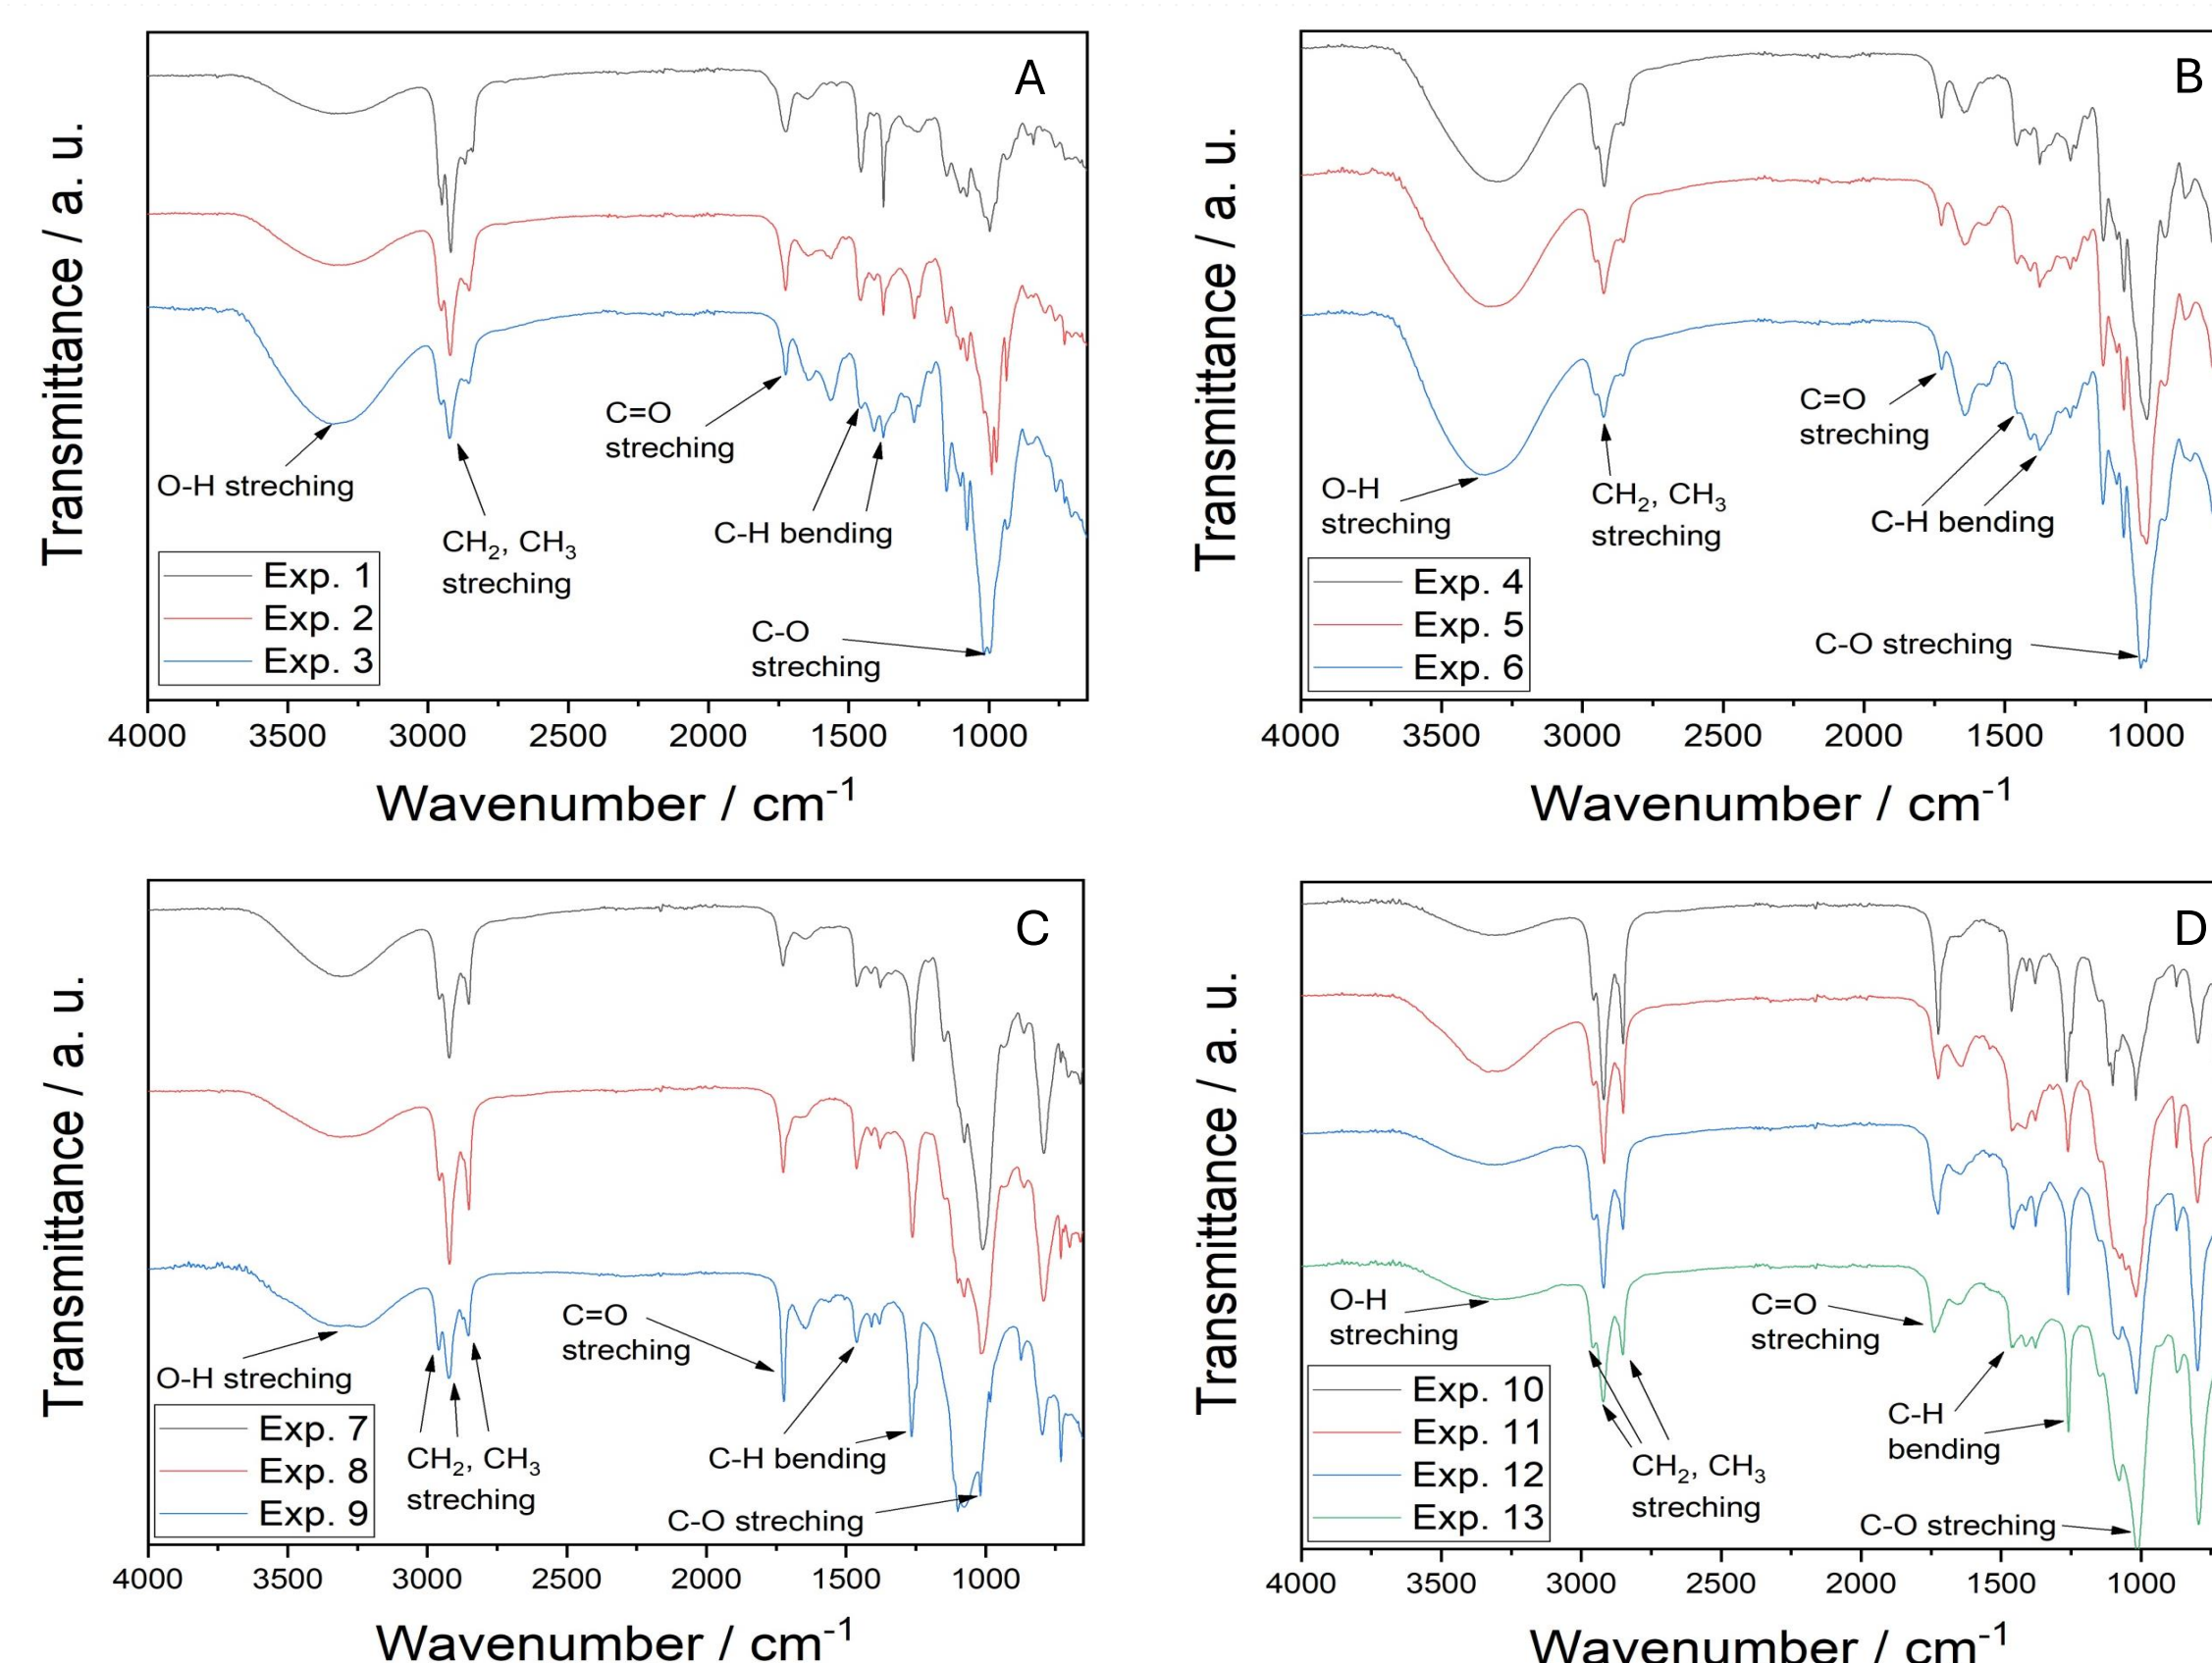 A
Transmittance / a. u.
O-H streching
CH₂, CH₃
streching
C=O
streching
C-H bending
C-O
streching
Exp. 1
Exp. 2
Exp. 3
4000 3500 3000 2500 2000 1500 1000
Wavenumber / cm⁻¹
B
Transmittance / a. u.
O-H
streching
CH₂, CH₃
streching
C=O
streching
C-H bending
C-O streching
Exp. 4
Exp. 5
Exp. 6
4000 3500 3000 2500 2000 1500 1000
Wavenumber / cm⁻¹
C
Transmittance / a. u.
O-H streching
CH₂, CH₃
streching
C=O
streching
C-H bending
C-O streching
Exp. 7
Exp. 8
Exp. 9
4000 3500 3000 2500 2000 1500 1000
Wavenumber / cm⁻¹
D
Transmittance / a. u.
O-H
streching
CH₂, CH₃
streching
C=O
streching
C-H
bending
C-O streching
Exp. 10
Exp. 11
Exp. 12
Exp. 13
4000 3500 3000 2500 2000 1500 1000
Wavenumber / cm⁻¹